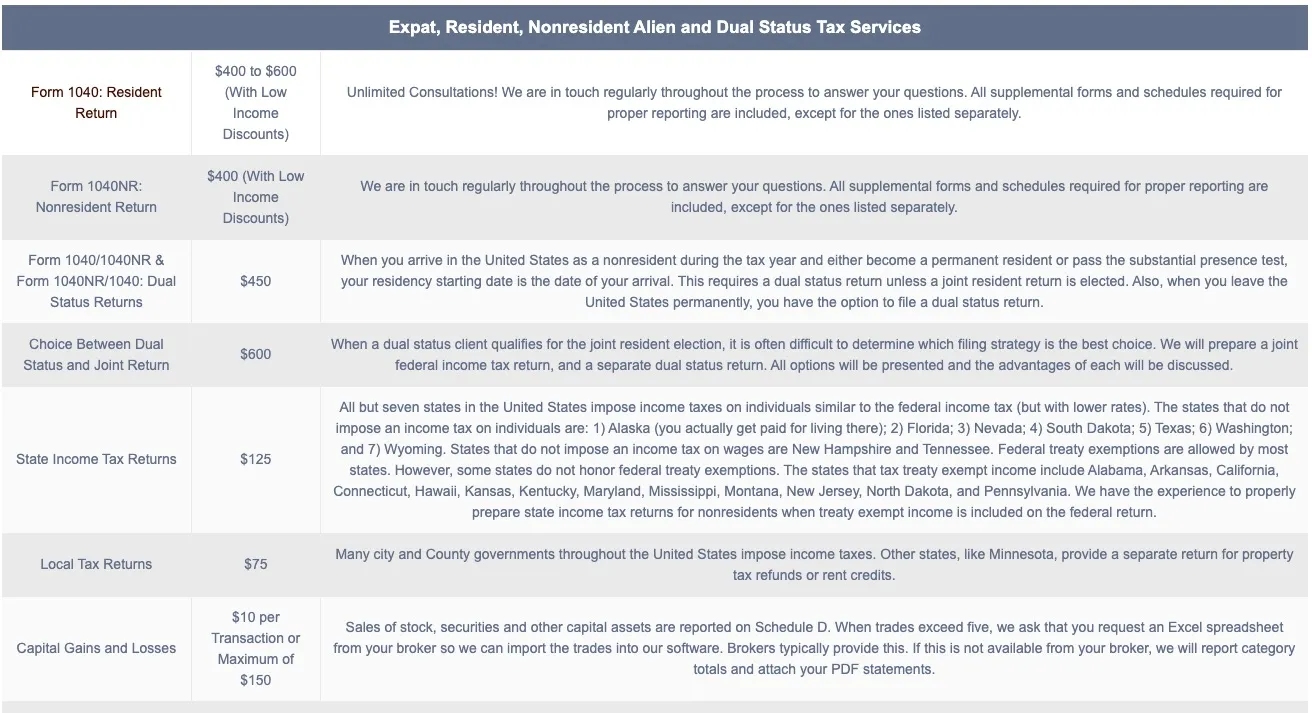 Expat, Resident, Nonresident Alien and Dual Status Tax Services
Form 1040: Resident
Return
$400 to $600
(With Low
Income
Discounts)
Unlimited Consultations! We are in touch regularly throughout the process to answer your questions. All supplemental forms and schedules required for
proper reporting are included, except for the ones listed separately.
Form 1040NR:
Nonresident Return
$400 (With Low
Income
Discounts)
We are in touch regularly throughout the process to answer your questions. All supplemental forms and schedules required for proper reporting are
included, except for the ones listed separately.
Form 1040/1040NR &
Form 1040NR/1040: Dual
Status Returns
$450
When you arrive in the United States as a nonresident during the tax year and either become a permanent resident or pass the substantial presence test,
your residency starting date is the date of your arrival. This requires a dual status return unless a joint resident return is elected. Also, when you leave the
United States permanently, you have the option to file a dual status return.
Choice Between Dual
Status and Joint Return
$600
When a dual status client qualifies for the joint resident election, it is often difficult to determine which filing strategy is the best choice. We will prepare a joint
federal income tax return, and a separate dual status return. All options will be presented and the advantages of each will be discussed.
State Income Tax Returns
$125
All but seven states in the United States impose income taxes on individuals similar to the federal income tax (but with lower rates). The states that do not
impose an income tax on individuals are: 1) Alaska (you actually get paid for living there); 2) Florida; 3) Nevada; 4) South Dakota; 5) Texas; 6) Washington;
and 7) Wyoming. States that do not impose an income tax on wages are New Hampshire and Tennessee. Federal treaty exemptions are allowed by most
states. However, some states do not honor federal treaty exemptions. The states that tax treaty exempt income include Alabama, Arkansas, California,
Connecticut, Hawaii, Kansas, Kentucky, Maryland, Mississippi, Montana, New Jersey, North Dakota, and Pennsylvania. We have the experience to properly
prepare state income tax returns for nonresidents when treaty exempt income is included on the federal return.
Local Tax Returns
$75
Many city and County governments throughout the United States impose income taxes. Other states, like Minnesota, provide a separate return for property
tax refunds or rent credits.
Capital Gains and Losses
$10 per
Transaction or
Maximum of
$150
Sales of stock, securities and other capital assets are reported on Schedule D. When trades exceed five, we ask that you request an Excel spreadsheet
from your broker so we can import the trades into our software. Brokers typically provide this. If this is not available from your broker, we will report category
totals and attach your PDF statements.